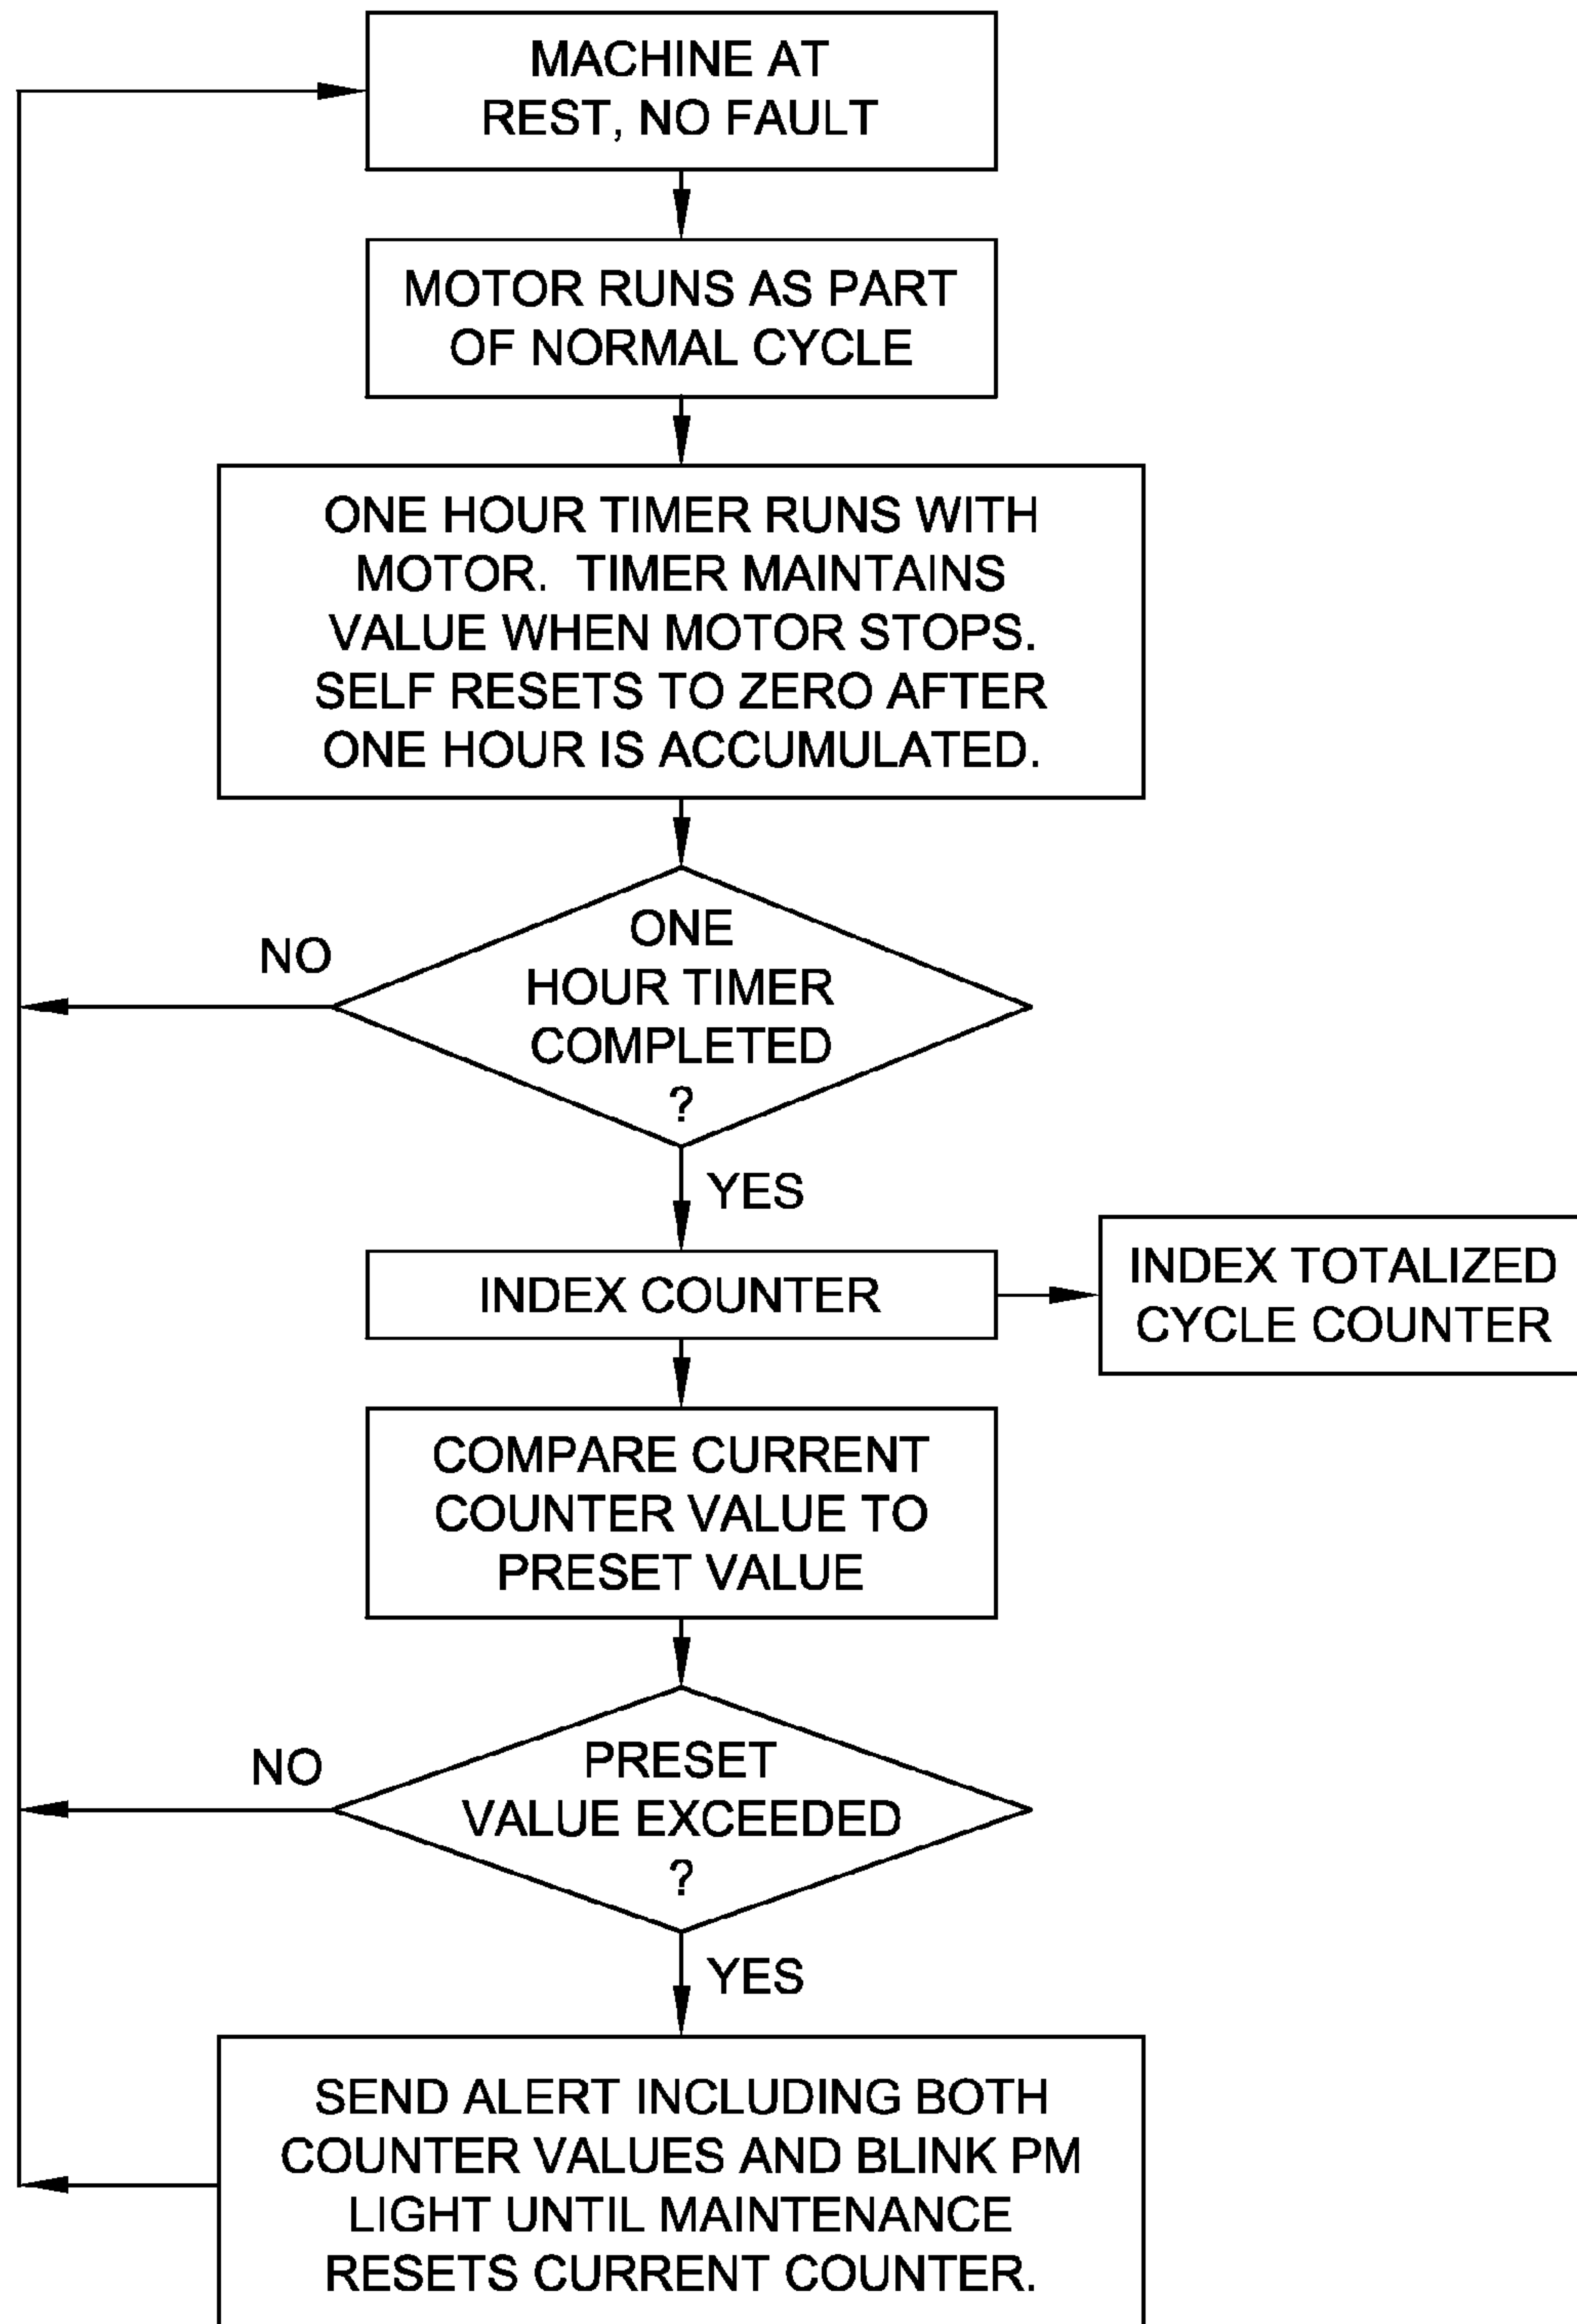 MACHINE AT
REST, NO FAULT
MOTOR RUNS AS PART
OF NORMAL CYCLE
ONE HOUR TIMER RUNS WITH
MOTOR.  TIMER MAINTAINS
VALUE WHEN MOTOR STOPS.
SELF RESETS TO ZERO AFTER
ONE HOUR IS ACCUMULATED.
NO
ONE
HOUR TIMER
COMPLETED
?
YES
INDEX COUNTER
INDEX TOTALIZED
CYCLE COUNTER
COMPARE CURRENT
COUNTER VALUE TO
PRESET VALUE
NO
PRESET
VALUE EXCEEDED
?
YES
SEND ALERT INCLUDING BOTH
COUNTER VALUES AND BLINK PM
LIGHT UNTIL MAINTENANCE
RESETS CURRENT COUNTER.